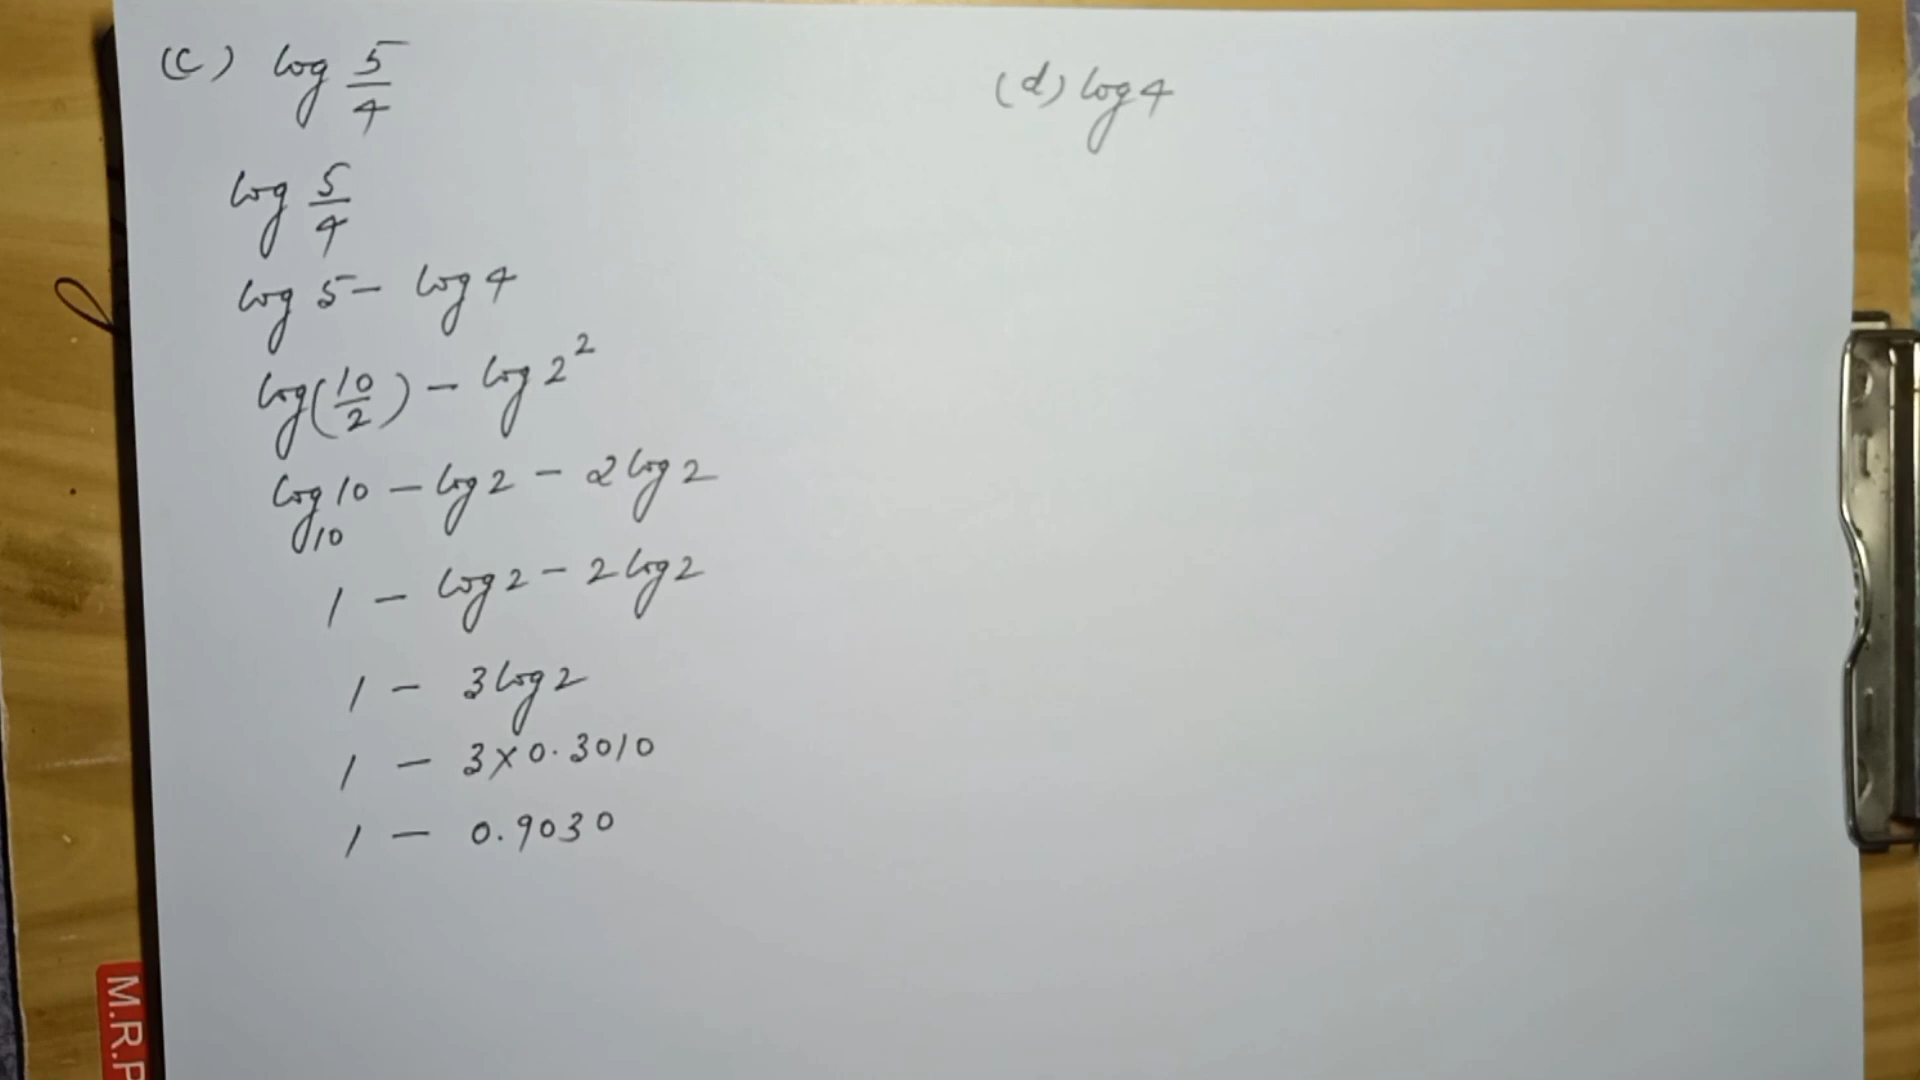 (c) log 5/4
log 5/4
log 5 - log 4
log(10/2) - log 2²
log₁₀ 10 - log 2 - 2 log 2
1 - log 2 - 2 log 2
1 - 3 log 2
1 - 3 × 0.3010
1 - 0.9030
(d) log 4
M.R.P